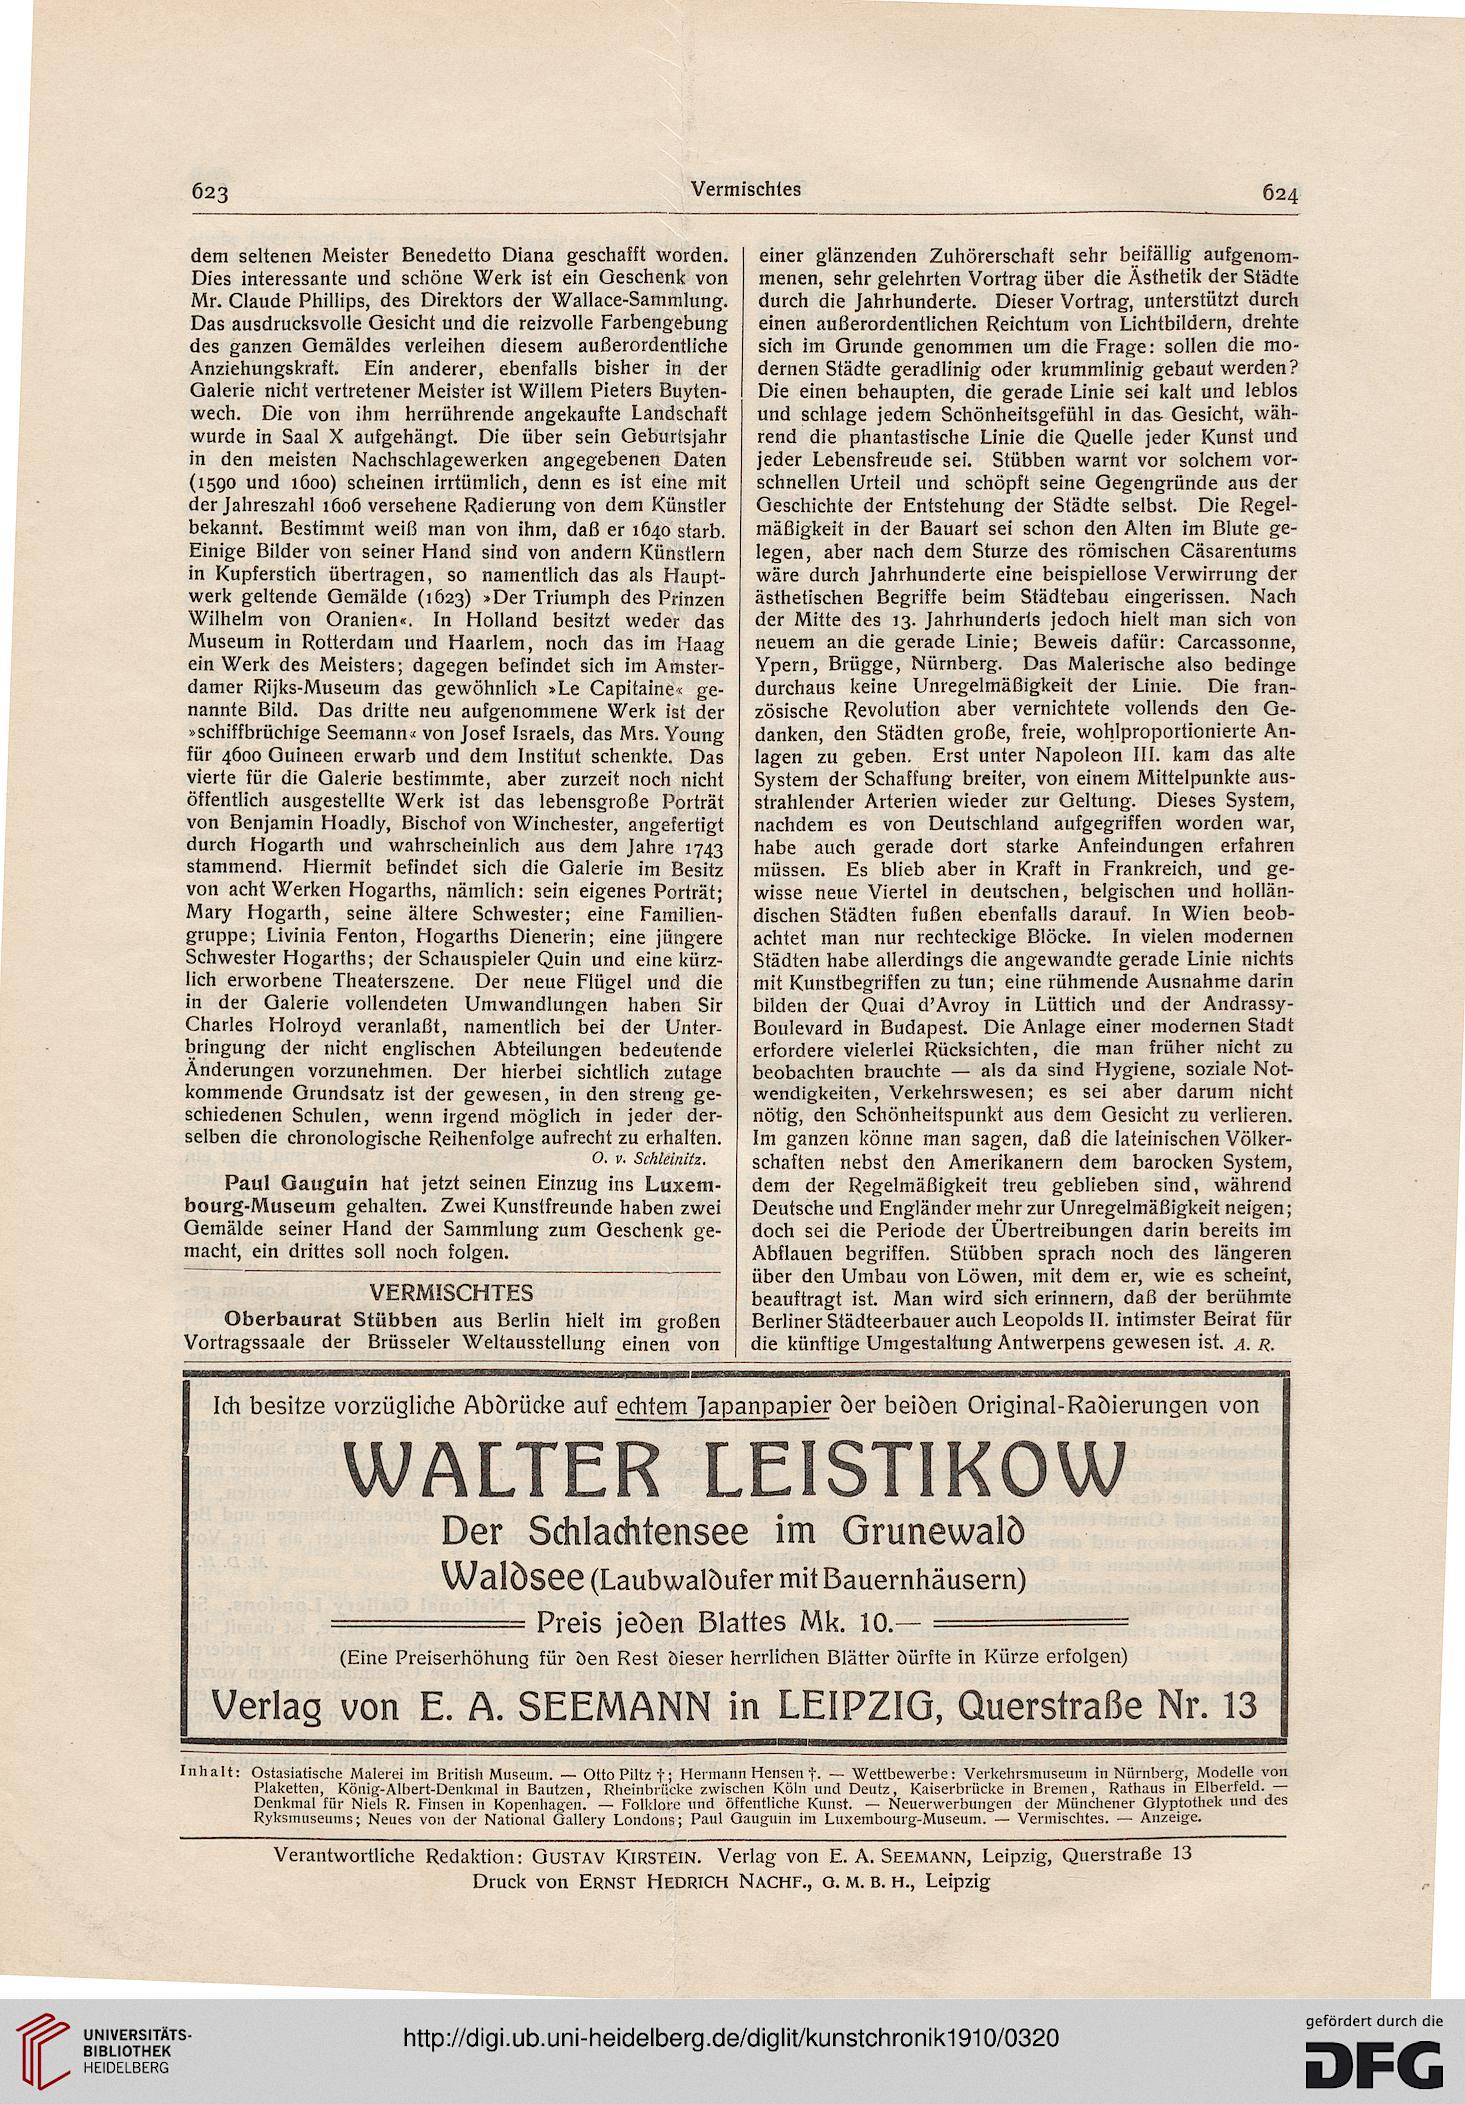 623
Vermischtes
624
dem seltenen Meister Benedetto Diana geschafft worden.
Dies interessante und schöne Werk ist ein Geschenk von
Mr. Claude Phillips, des Direktors der Wallace-Sammlung.
Das ausdrucksvolle Gesicht und die reizvolle Farbengebung
des ganzen Gemäldes verleihen diesem außerordentliche
Anziehungskraft. Ein anderer, ebenfalls bisher in der
Galerie nicht vertretener Meister ist Willem Pieters Buyten-
wech. Die von ihm herrührende angekaufte Landschaft
wurde in Saal X aufgehängt. Die über sein Geburtsjahr
in den meisten Nachschlagewerken angegebenen Daten
(1590 und 1600) scheinen irrtümlich, denn es ist eine mit
der Jahreszahl 1606 versehene Radierung von dem Künstler
bekannt. Bestimmt weiß man von ihm, daß er 1640 starb.
Einige Bilder von seiner Hand sind von andern Künstlern
in Kupferstich übertragen, so namentlich das als Haupt-
werk geltende Gemälde (1623) »Der Triumph des Prinzen
Wilhelm von Oranien«. In Holland besitzt weder das
Museum in Rotterdam und Haarlem, noch das im Haag
ein Werk des Meisters; dagegen befindet sich im Amster-
damer Rijks-Museum das gewöhnlich »Le Capitaine« ge-
nannte Bild. Das dritte neu aufgenommene Werk ist der
»schiffbrüchige Seemann« von Josef Israels, das Mrs. Young
für 4600 Guineen erwarb und dem Institut schenkte. Das
vierte für die Galerie bestimmte, aber zurzeit noch nicht
öffentlich ausgestellte Werk ist das lebensgroße Porträt
von Benjamin Hoadly, Bischof von Winchester, angefertigt
durch Hogarth und wahrscheinlich aus dem Jahre 1743
stammend. Hiermit befindet sich die Galerie im Besitz
von acht Werken Hogarths, nämlich: sein eigenes Porträt;
Mary Hogarth, seine ältere Schwester; eine Familien-
gruppe; Livinia Fenton, Hogarths Dienerin; eine jüngere
Schwester Hogarths; der Schauspieler Quin und eine kürz-
lich erworbene Theaterszene. Der neue Flügel und die
in der Galerie vollendeten Umwandlungen haben Sir
Charles Holroyd veranlaßt, namentlich bei der Unter-
bringung der nicht englischen Abteilungen bedeutende
Änderungen vorzunehmen. Der hierbei sichtlich zutage
kommende Grundsatz ist der gewesen, in den streng ge-
schiedenen Schulen, wenn irgend möglich in jeder der-
selben die chronologische Reihenfolge aufrecht zu erhalten.
O. v. Schleinitz.
Paul Gauguin hat jetzt seinen Einzug ins Luxem-
bourg-Museum gehalten. Zwei Kunstfreunde haben zwei
Gemälde seiner Hand der Sammlung zum Geschenk ge-
macht, ein drittes soll noch folgen.
VERMISCHTES
Oberbaurat Stübben aus Berlin hielt im großen
Vortragssaale der Brüsseler Weltausstellung einen von
einer glänzenden Zuhörerschaft sehr beifällig aufgenom-
menen, sehr gelehrten Vortrag über die Ästhetik der Städte
durch die Jahrhunderte. Dieser Vortrag, unterstützt durch
einen außerordentlichen Reichtum von Lichtbildern, drehte
sich im Grunde genommen um die Frage: sollen die mo-
dernen Städte geradlinig oder krummlinig gebaut werden?
Die einen behaupten, die gerade Linie sei kalt und leblos
und schlage jedem Schönheitsgefühl in das Gesicht, wäh-
rend die phantastische Linie die Quelle jeder Kunst und
jeder Lebensfreude sei. Stübben warnt vor solchem vor-
schnellen Urteil und schöpft seine Gegengründe aus der
Geschichte der Entstehung der Städte selbst. Die Regel-
mäßigkeit in der Bauart sei schon den Alten im Blute ge-
legen, aber nach dem Sturze des römischen Cäsarentums
wäre durch Jahrhunderte eine beispiellose Verwirrung der
ästhetischen Begriffe beim Städtebau eingerissen. Nach
der Mitte des 13. Jahrhunderts jedoch hielt man sich von
neuem an die gerade Linie; Beweis dafür: Carcassonne,
Ypern, Brügge, Nürnberg. Das Malerische also bedinge
durchaus keine Unregelmäßigkeit der Linie. Die fran-
zösische Revolution aber vernichtete vollends den Ge-
danken, den Städten große, freie, wohlproportionierte An-
lagen zu geben. Erst unter Napoleon III. kam das alte
System der Schaffung breiter, von einem Mittelpunkte aus-
strahlender Arterien wieder zur Geltung. Dieses System,
nachdem es von Deutschland aufgegriffen worden war,
habe auch gerade dort starke Anfeindungen erfahren
müssen. Es blieb aber in Kraft in Frankreich, und ge-
wisse neue Viertel in deutschen, belgischen und hollän-
dischen Städten fußen ebenfalls darauf. In Wien beob-
achtet man nur rechteckige Blöcke. In vielen modernen
Städten habe allerdings die angewandte gerade Linie nichts
mit Kunstbegriffen zu tun; eine rühmende Ausnahme darin
bilden der Quai d'Avroy in Lüttich und der Andrassy-
Boulevard in Budapest. Die Anlage einer modernen Stadt
erfordere vielerlei Rücksichten, die man früher nicht zu
beobachten brauchte — als da sind Hygiene, soziale Not-
wendigkeiten, Verkehrswesen; es sei aber darum nicht
nötig, den Schönheitspunkt aus dem Gesicht zu verlieren.
Im ganzen könne man sagen, daß die lateinischen Völker-
schaften nebst den Amerikanern dem barocken System,
dem der Regelmäßigkeit treu geblieben sind, während
Deutsche und Engländer mehr zur Unregelmäßigkeit neigen;
doch sei die Periode der Übertreibungen darin bereits im
Abflauen begriffen. Stübben sprach noch des längeren
über den Umbau von Löwen, mit dem er, wie es scheint,
beauftragt ist. Man wird sich erinnern, daß der berühmte
Berliner Städteerbauer auch Leopolds II. intimster Beirat für
die künftige Umgestaltung Antwerpens gewesen ist. A. R.
Ich besitze vorzügliche Abdrücke auf echtem Japanpapier der beiden Original-Radierungen von
WALTER LEISTIKOW
Der Schlachtensee im Grunewald
Waldsee (Laubwaldufer mit Bauernhäusern)
Preis jeden Blattes Mk. 10.—
(Eine Preiserhöhung für den Rest dieser herrlichen Blätter dürfte in Kürze erfolgen)
Verlag von E. A. SEEMANN in LEIPZIG, Querstraße Nr. 13
Inhalt: Ostasiatische Malerei im British Museum. — Otto Piltz †; Hermann Hensen †. — Wettbewerbe: Verkehrsmuseum in Nürnberg, Modelle von
Plaketten, König-Albert-Denkmal in Bautzen, Rheinbrücke zwischen Köln und Deutz, Kaiserbrücke in Bremen, Rathaus in Elberfeld. —
Denkmal für Niels R. Finsen in Kopenhagen. — Folklore und öffentliche Kunst. — Neuerwerbungen der Münchener Glyptothek und des
Ryksmuseums; Neues von der National Gallery Londons; Paul Gauguin im Luxembourg-Museum. — Vermischtes. — Anzeige.
Verantwortliche Redaktion: GUSTAV KIRSTEIN. Verlag von E. A. SEEMANN, Leipzig, Querstraße 13
Druck von ERNST HEDRICH NACHF., G. M. B. H., Leipzig
UNIVERSITÄTS-
BIBLIOTHEK
HEIDELBERG
http://digi.ub.uni-heidelberg.de/diglit/kunstchronik1910/0320
gefördert durch die
DFG